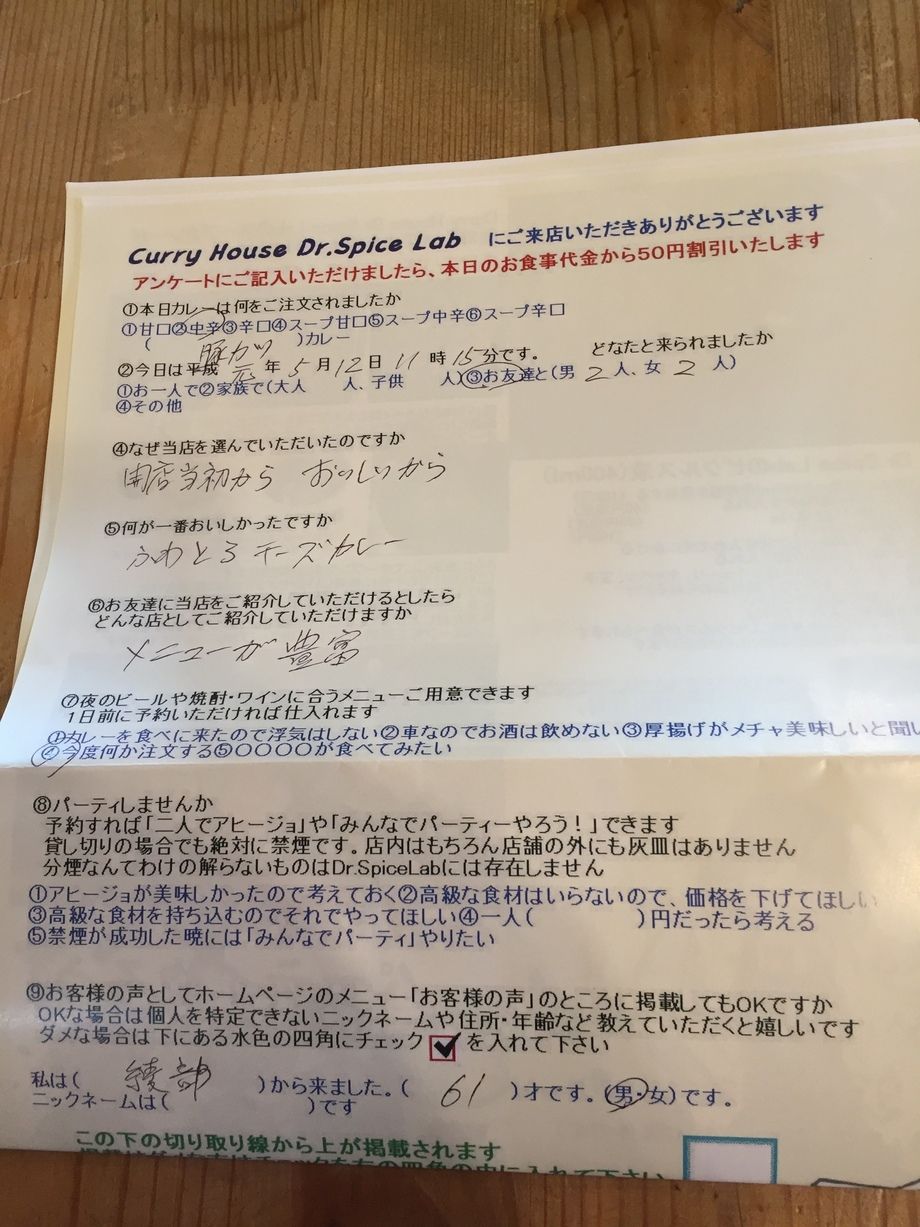 Curry House Dr.Spice Lab にご来店いただきありがとうございます
アンケートにご記入いただけましたら、本日のお食事代金から50円割引いたします
①本日カレーは何をご注文されましたか
①甘口②中辛③辛口④スープ甘口⑤スープ中辛⑥スープ辛口
( 豚カツ )カレー
②今日は平成 元 年 5 月 12 日 11 時 15 分です。 どなたと来られましたか
①お一人で②家族で(大人 人、子供 人)③お友達と(男 2 人、女 2 人)
④その他
④なぜ当店を選んでいただいたのですか
開店当初から おいしいから
⑤何が一番おいしかったですか
ふわとろチーズカレー
⑥お友達に当店をご紹介していただけるとしたら
どんな店としてご紹介していただけますか
メニューが豊富
⑦夜のビールや焼酎・ワインに合うメニューご用意できます
1日前に予約いただければ仕入れます
①カレーを食べに来たので浮気はしない②車なのでお酒は飲めない③厚揚げがメチャ美味しいと聞い
④今度何か注文する⑤〇〇〇〇が食べてみたい
⑧パーティしませんか
予約すれば「二人でアヒージョ」や「みんなでパーティーやろう！」できます
貸し切りの場合でも絶対に禁煙です。店内はもちろん店舗の外にも灰皿はありません
分煙なんてわけの解らないものはDr.SpiceLabには存在しません
①アヒージョが美味しかったので考えておく②高級な食材はいらないので、価格を下げてほしい
③高級な食材を持ち込むのでそれでやってほしい④一人( )円だったら考える
⑤禁煙が成功した暁には「みんなでパーティ」やりたい
⑨お客様の声としてホームページのメニュー「お客様の声」のところに掲載してもOKですか
OKな場合は個人を特定できないニックネームや住所・年齢など教えていただくと嬉しいです
ダメな場合は下にある水色の四角にチェック を入れて下さい
私は( 綾部 )から来ました。( 61 )才です。(男・女)です。
ニックネームは( )です
この下の切り取り線から上が掲載されます